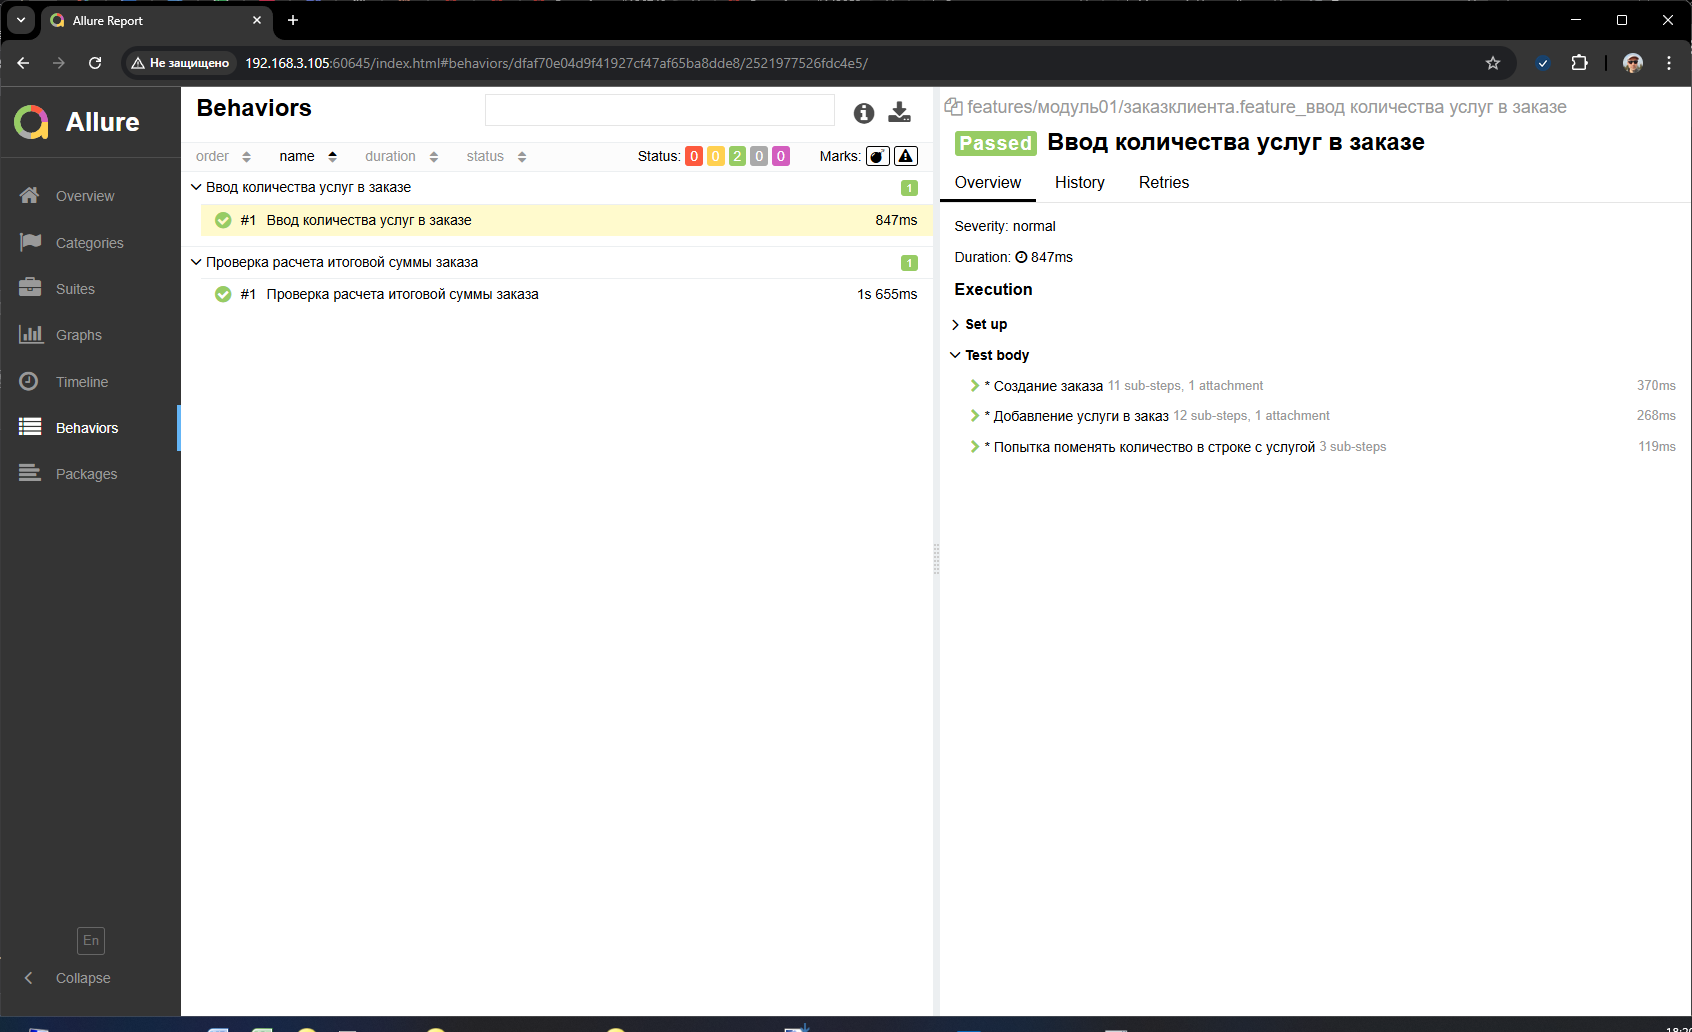 Allure Report
Не защищено 192.168.3.105:60645/index.html#behaviors/dfaf70e04d9f41927cf47af65ba8dde8/2521977526fdc4e5/
Allure
Overview
Categories
Suites
Graphs
Timeline
Behaviors
Packages
En
Collapse
Behaviors
order name duration status Status: 0 0 2 0 0 Marks:
Ввод количества услуг в заказе 1
#1 Ввод количества услуг в заказе 847ms
Проверка расчета итоговой суммы заказа 1
#1 Проверка расчета итоговой суммы заказа 1s 655ms
features/модуль01/заказклиента.feature_ввод количества услуг в заказе
Passed Ввод количества услуг в заказе
Overview History Retries
Severity: normal
Duration: 847ms
Execution
Set up
Test body
* Создание заказа 11 sub-steps, 1 attachment 370ms
* Добавление услуги в заказ 12 sub-steps, 1 attachment 268ms
* Попытка поменять количество в строке с услугой 3 sub-steps 119ms